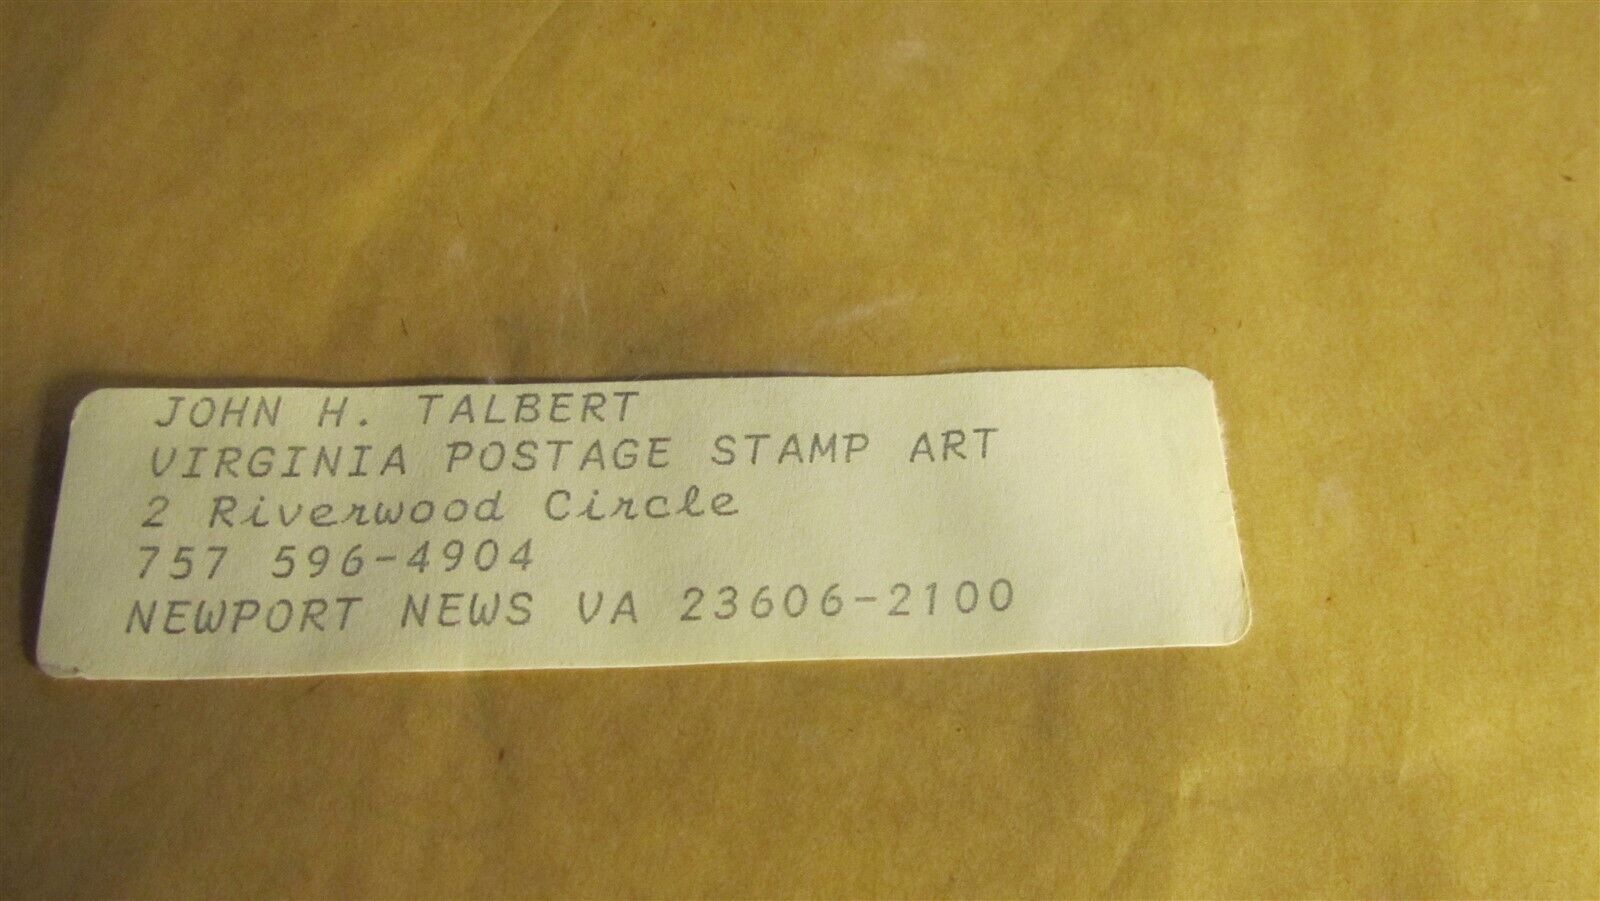 JOHN H. TALBERT
VIRGINIA POSTAGE STAMP ART
2 Riverwood Circle
757 596-4904
NEWPORT NEWS VA 23606-2100